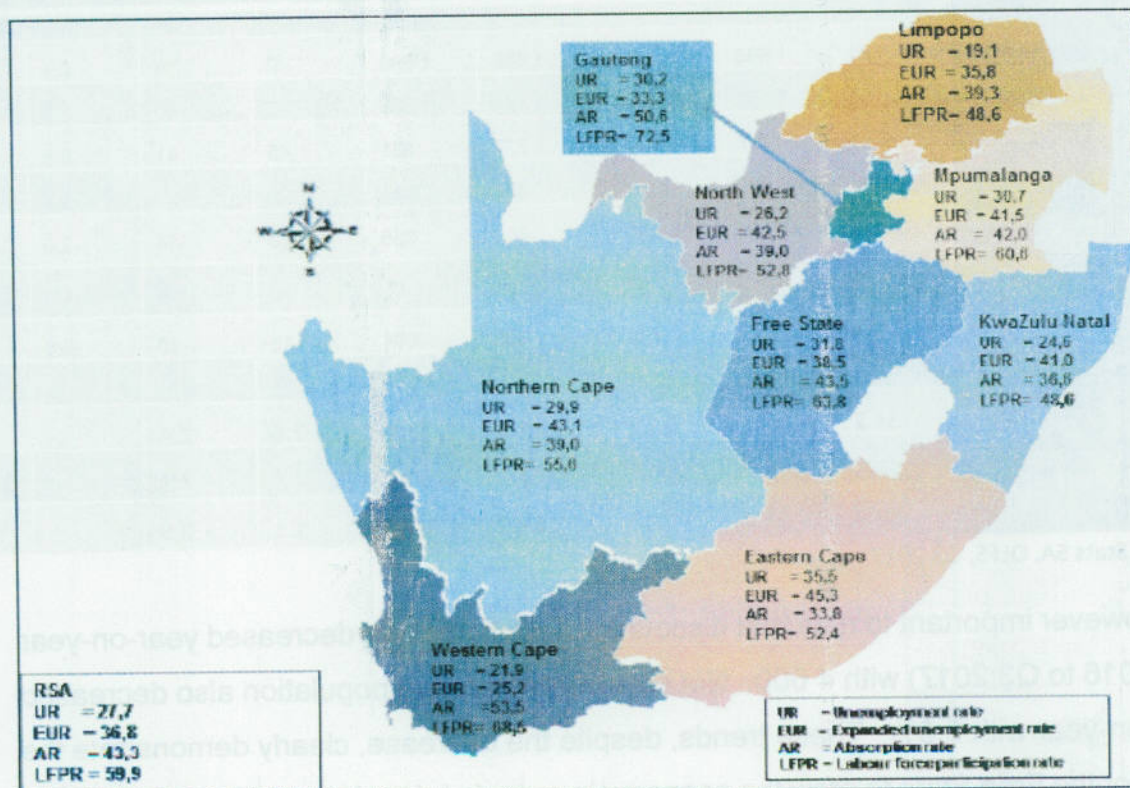 Limpopo
UR - 19,1
EUR = 35,8
AR - 39,3
LFPR- 48,6
Gauteng
UR = 30,2
EUR - 33,3
AR - 50,6
LFPR- 72,5
N
W
E
S
North West
UR - 26,2
EUR = 42,5
AR - 39,0
LFPR- 52,8
Mpumalanga
UR - 30,7
EUR - 41,5
AR - 42,0
LFPR= 60,6
Free State
UR - 31,8
EUR - 38,5
AR - 43,5
LFPR= 63,8
KwaZulu Natal
UR - 24,6
EUR - 41,0
AR - 36,6
LFPR= 48,6
Northern Cape
UR - 29,9
EUR - 43,1
AR - 39,0
LFPR= 55,6
Eastern Cape
UR = 35,5
EUR - 45,3
AR - 33,8
LFPR= 52,4
Western Cape
UR - 21,9
EUR - 25,2
AR =53,5
LFPR= 68,5
RSA
UR =27,7
EUR - 36,8
AR - 43,3
LFPR = 59,9
UR - Unemployment rate
EUR - Expanded unemployment rate
AR - Absorption rate
LFPR - Labour force participation rate